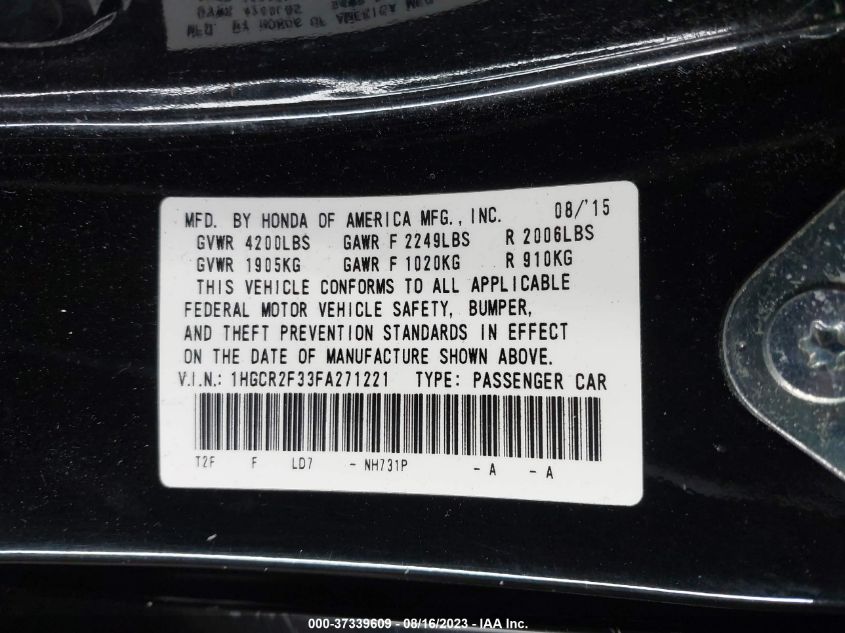 MFD. BY HONDA OF AMERICA MFG., INC. 08/'15
GVWR 4200LBS GAWR F 2249LBS R 2006LBS
GVWR 1905KG GAWR F 1020KG R 910KG
THIS VEHICLE CONFORMS TO ALL APPLICABLE
FEDERAL MOTOR VEHICLE SAFETY, BUMPER,
AND THEFT PREVENTION STANDARDS IN EFFECT
ON THE DATE OF MANUFACTURE SHOWN ABOVE.
V.I.N.: 1HGCR2F33FA271221 TYPE: PASSENGER CAR
T2F F LD7 - NH731P - A - A
000-37339609 - 08/16/2023 - IAA Inc.